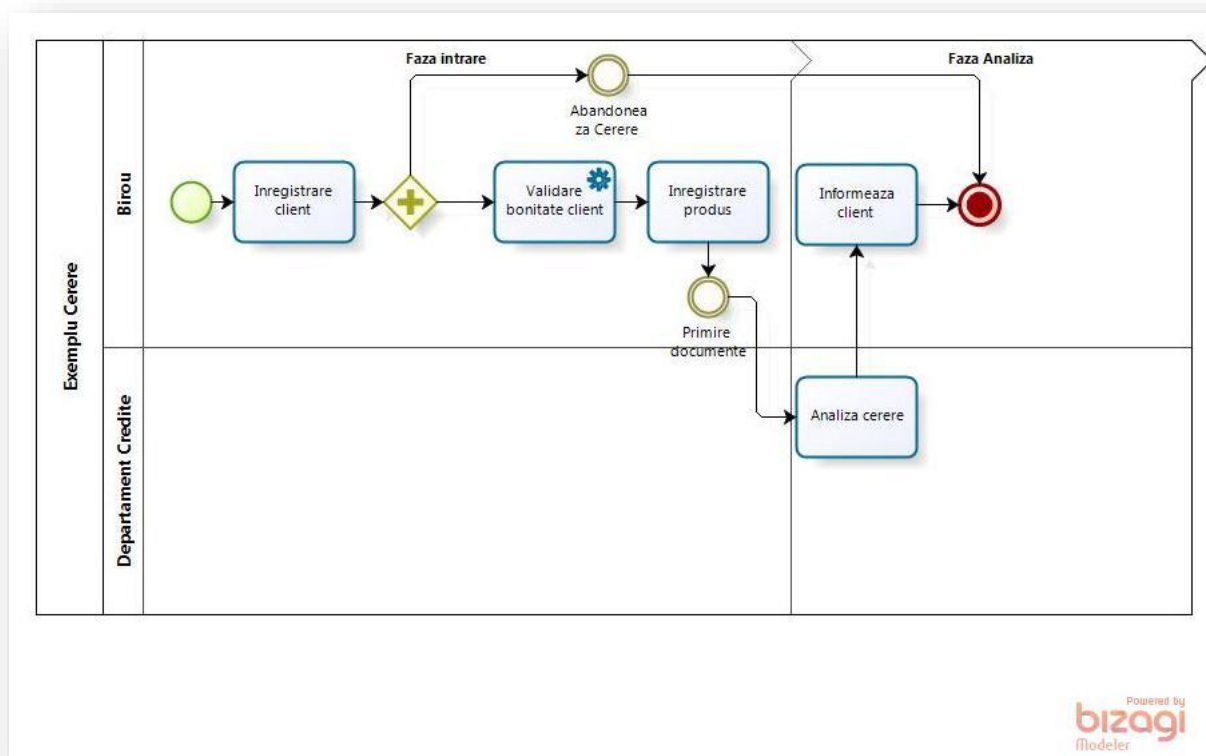 Exemplu Cerere
Birou
Departament Credite
Faza intrare
Faza Analiza
Abandonea
za Cerere
Inregistrare
client
Validare
bonitate client
Inregistrare
produs
Informeaza
client
Primire
documente
Analiza cerere
Powered by
bizagi
Modeler